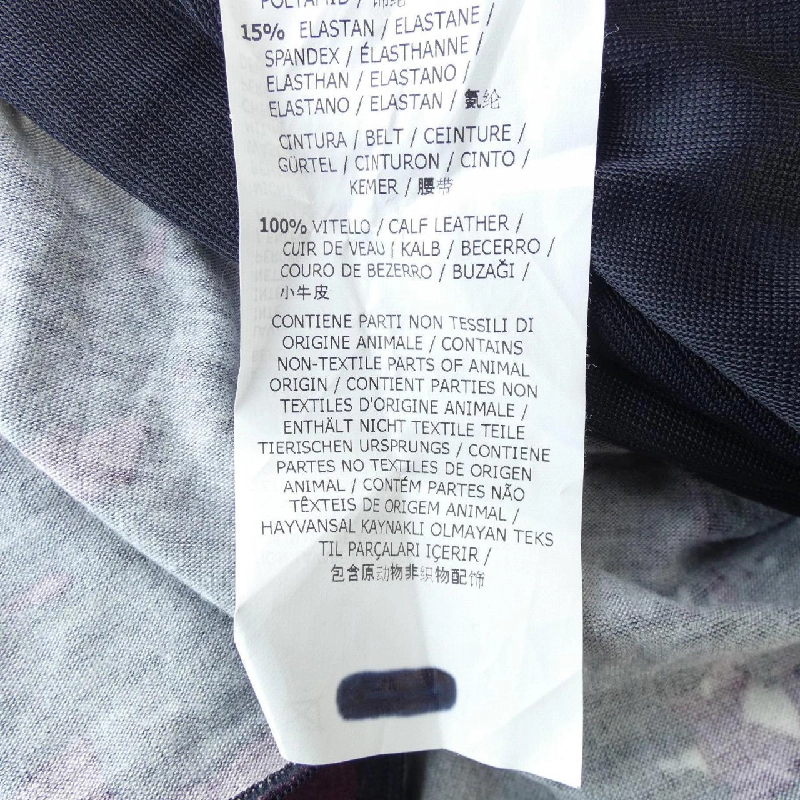 POLYAMID / 锦纶
15% ELASTAN / ELASTANE /
SPANDEX / ÉLASTHANNE /
ELASTHAN / ELASTANO /
ELASTANO / ELASTAN / 氨纶
CINTURA / BELT / CEINTURE /
GÜRTEL / CINTURON / CINTO /
KEMER / 腰带
100% VITELLO / CALF LEATHER /
CUIR DE VEAU / KALB / BECERRO /
COURO DE BEZERRO / BUZAĞI /
小牛皮
CONTIENE PARTI NON TESSILI DI
ORIGINE ANIMALE / CONTAINS
NON-TEXTILE PARTS OF ANIMAL
ORIGIN / CONTIENT PARTIES NON
TEXTILES D'ORIGINE ANIMALE /
ENTHÄLT NICHT TEXTILE TEILE
TIERISCHEN URSPRUNGS / CONTIENE
PARTES NO TEXTILES DE ORIGEN
ANIMAL / CONTÉM PARTES NÃO
TÊXTEIS DE ORIGEM ANIMAL /
HAYVANSAL KAYNAKLI OLMAYAN TEKS
TIL PARÇALARI İÇERIR /
包含原动物非织物配饰